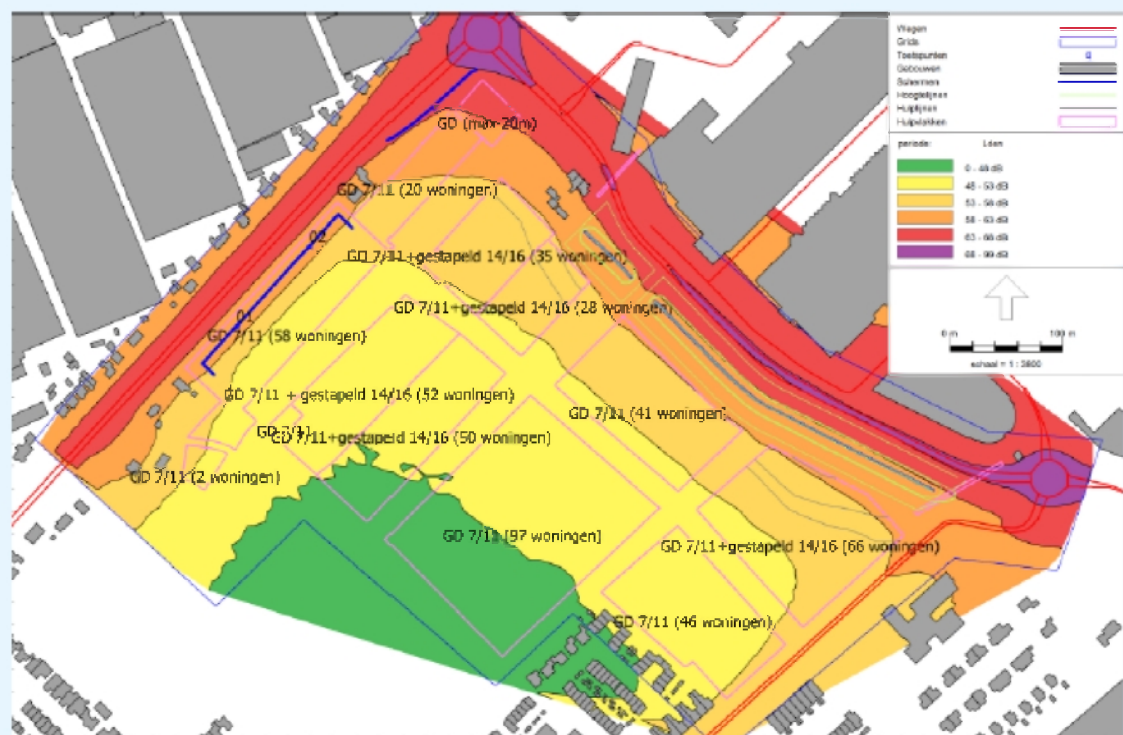 Wegen
Grids
Toetspunten
Gebouwen
Schermen
Hoogtelijnen
Hulplijnen
Hulpvlakken
periode: Lden
0 - 48 dB
48 - 53 dB
53 - 58 dB
58 - 63 dB
63 - 68 dB
68 - 99 dB
0 m 100 m
schaal = 1 : 3600
GD (max 20m)
GD 7/11 (20 woningen)
02
GD 7/11+gestapeld 14/16 (35 woningen)
GD 7/11+gestapeld 14/16 (28 woningen)
01
GD 7/11 (58 woningen)
GD 7/11 + gestapeld 14/16 (52 woningen)
GD 7/11 (41 woningen)
GD 7/11
GD 7/11+gestapeld 14/16 (50 woningen)
GD 7/11 (2 woningen)
GD 7/11 (97 woningen)
GD 7/11+gestapeld 14/16 (66 woningen)
GD 7/11 (46 woningen)